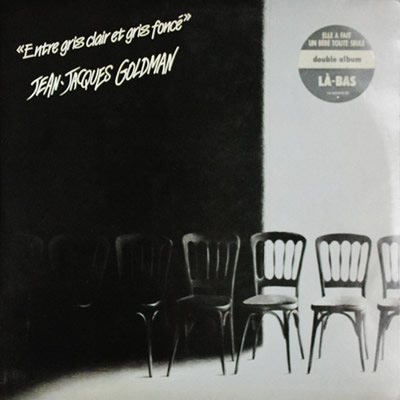 «Entre gris clair et gris foncé»
JEAN-JACQUES GOLDMAN
ELLE A FAIT
UN BÉBÉ TOUTE SEULE
double album
LÀ-BAS